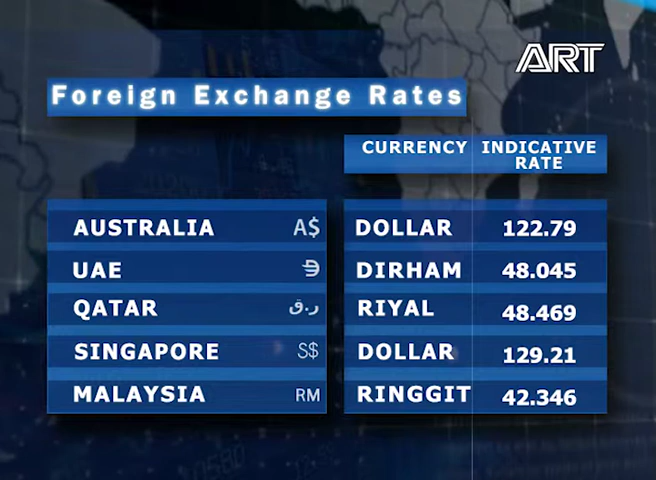 ART
Foreign Exchange Rates
CURRENCY INDICATIVE
RATE
AUSTRALIA A$ DOLLAR 122.79
UAE DIRHAM 48.045
QATAR ر.ق RIYAL 48.469
SINGAPORE S$ DOLLAR 129.21
MALAYSIA RM RINGGIT 42.346